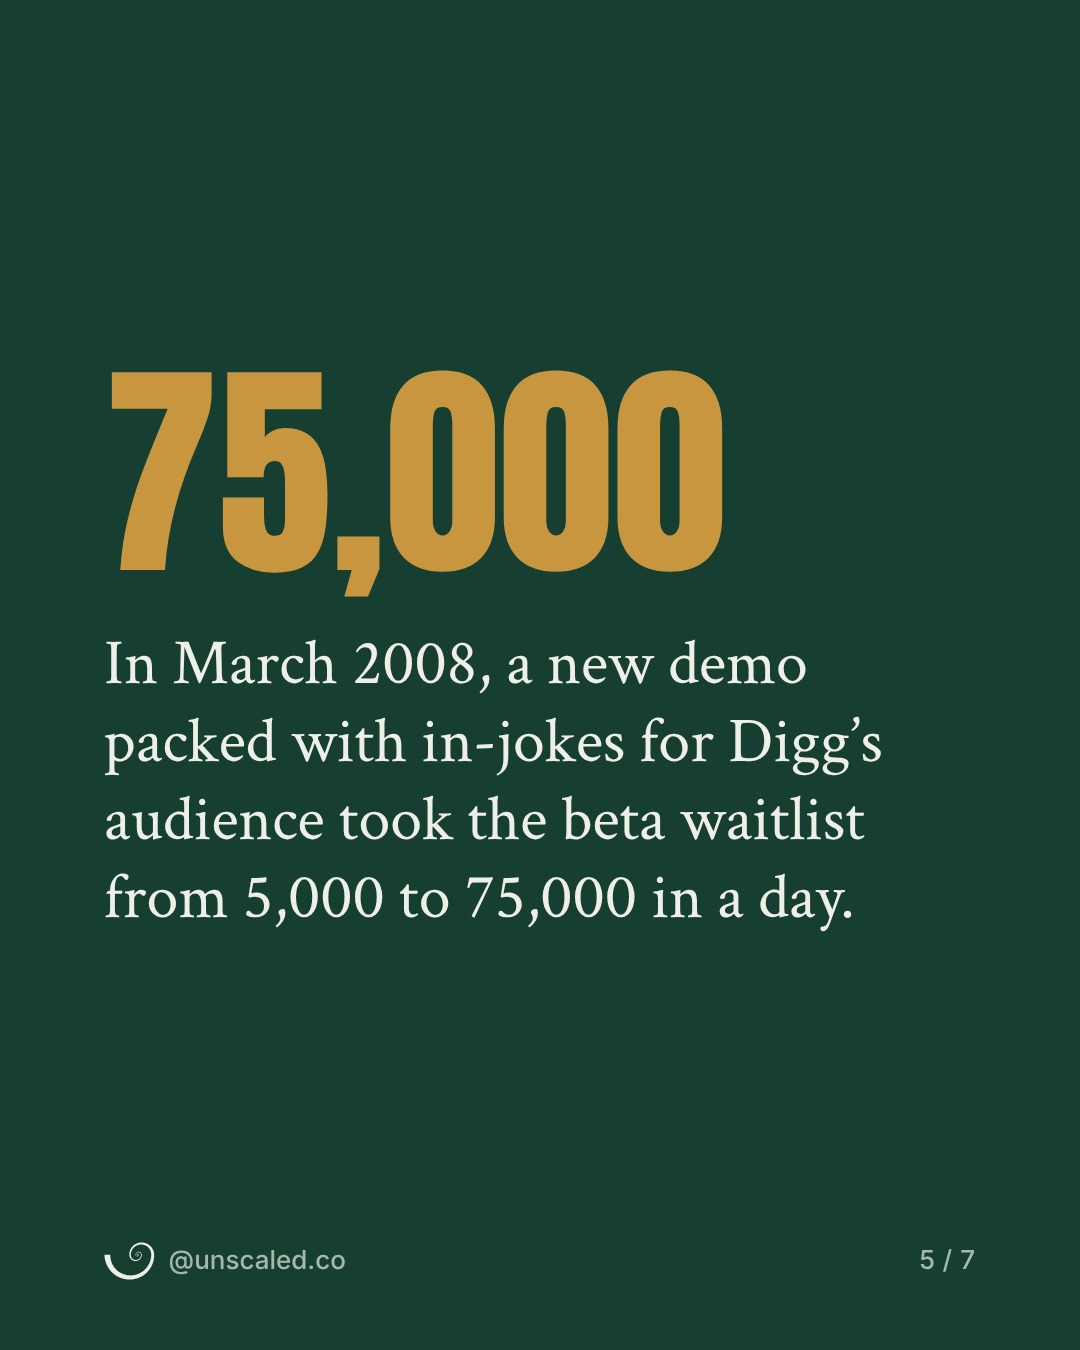 75,000
In March 2008, a new demo
packed with in-jokes for Digg’s
audience took the beta waitlist
from 5,000 to 75,000 in a day.
@unscaled.co
5 / 7